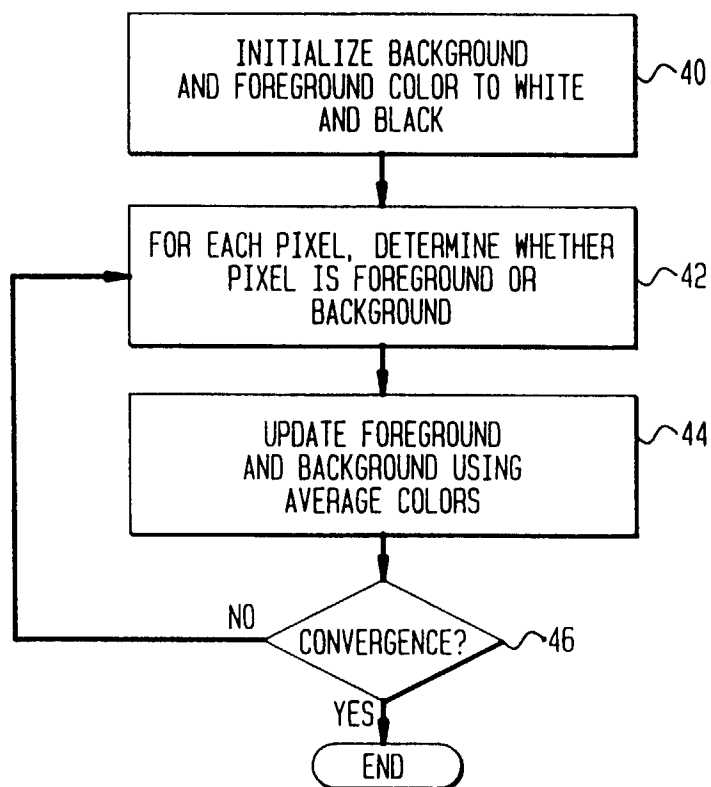 INITIALIZE BACKGROUND
AND FOREGROUND COLOR TO WHITE
AND BLACK
40
FOR EACH PIXEL, DETERMINE WHETHER
PIXEL IS FOREGROUND OR
BACKGROUND
42
UPDATE FOREGROUND
AND BACKGROUND USING
AVERAGE COLORS
44
NO
CONVERGENCE?
46
YES
END